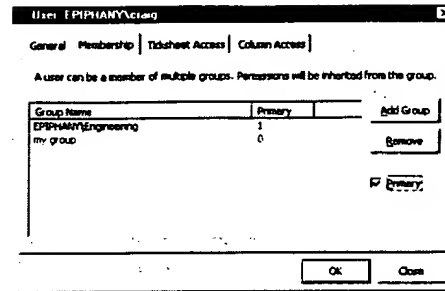 User EPIPHANY\craig
General Membership Ticksheet Access Column Access
A user can be a member of multiple groups. Permissions will be inherited from the group.
Group Name Primary Add Group
EPIPHANY\Engineering 1
my group 0 Remove
Primary
OK Close